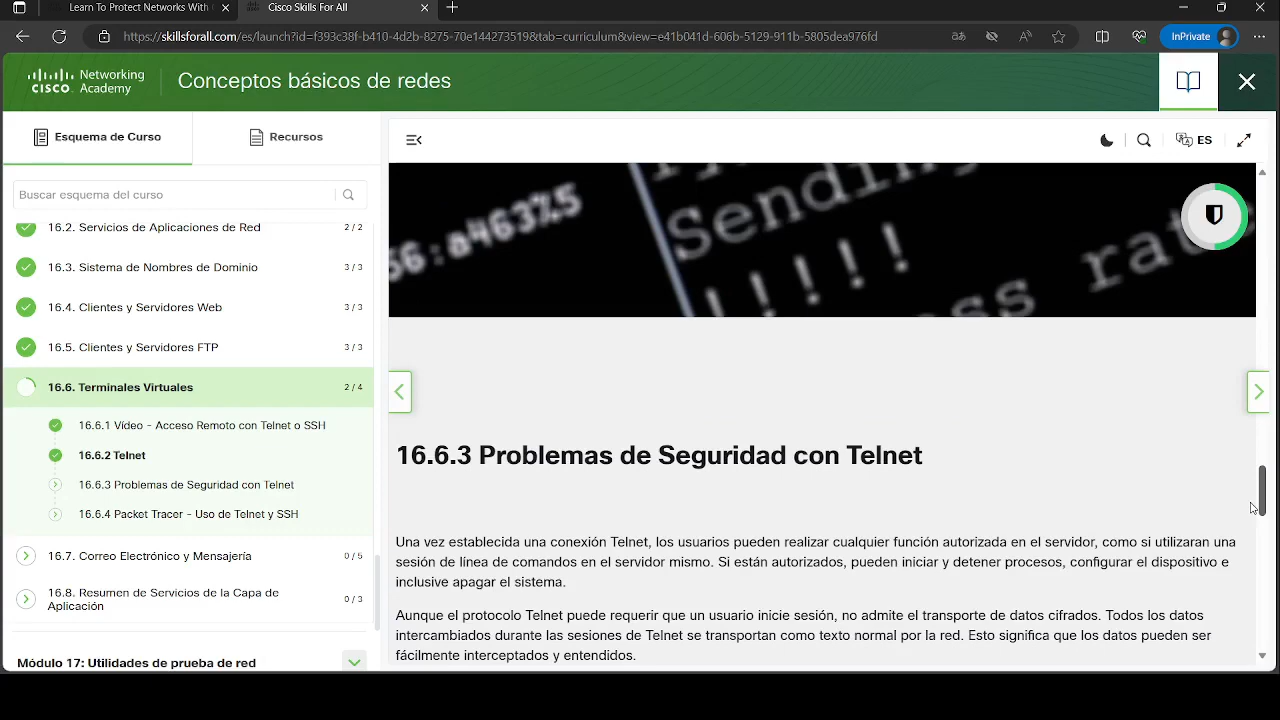 Learn To Protect Networks With
Cisco Skills For All
https://skillsforall.com/es/launch?id=f393c38f-b410-4d2b-8275-70e144273519&tab=curriculum&view=e41b041d-606b-5129-911b-5805dea976fd
InPrivate
CISCO Networking Academy
Conceptos básicos de redes
Esquema de Curso
Recursos
ES
Buscar esquema del curso
16.2. Servicios de Aplicaciones de Red 2 / 2
16.3. Sistema de Nombres de Dominio 3 / 3
16.4. Clientes y Servidores Web 3 / 3
16.5. Clientes y Servidores FTP 3 / 3
16.6. Terminales Virtuales 2 / 4
16.6.1 Vídeo - Acceso Remoto con Telnet o SSH
16.6.2 Telnet
16.6.3 Problemas de Seguridad con Telnet
16.6.4 Packet Tracer - Uso de Telnet y SSH
16.7. Correo Electrónico y Mensajería 0 / 5
16.8. Resumen de Servicios de la Capa de
Aplicación 0 / 3
Módulo 17: Utilidades de prueba de red
Sending
!!!!!
16.6.3 Problemas de Seguridad con Telnet
Una vez establecida una conexión Telnet, los usuarios pueden realizar cualquier función autorizada en el servidor, como si utilizaran una
sesión de línea de comandos en el servidor mismo. Si están autorizados, pueden iniciar y detener procesos, configurar el dispositivo e
inclusive apagar el sistema.
Aunque el protocolo Telnet puede requerir que un usuario inicie sesión, no admite el transporte de datos cifrados. Todos los datos
intercambiados durante las sesiones de Telnet se transportan como texto normal por la red. Esto significa que los datos pueden ser
fácilmente interceptados y entendidos.